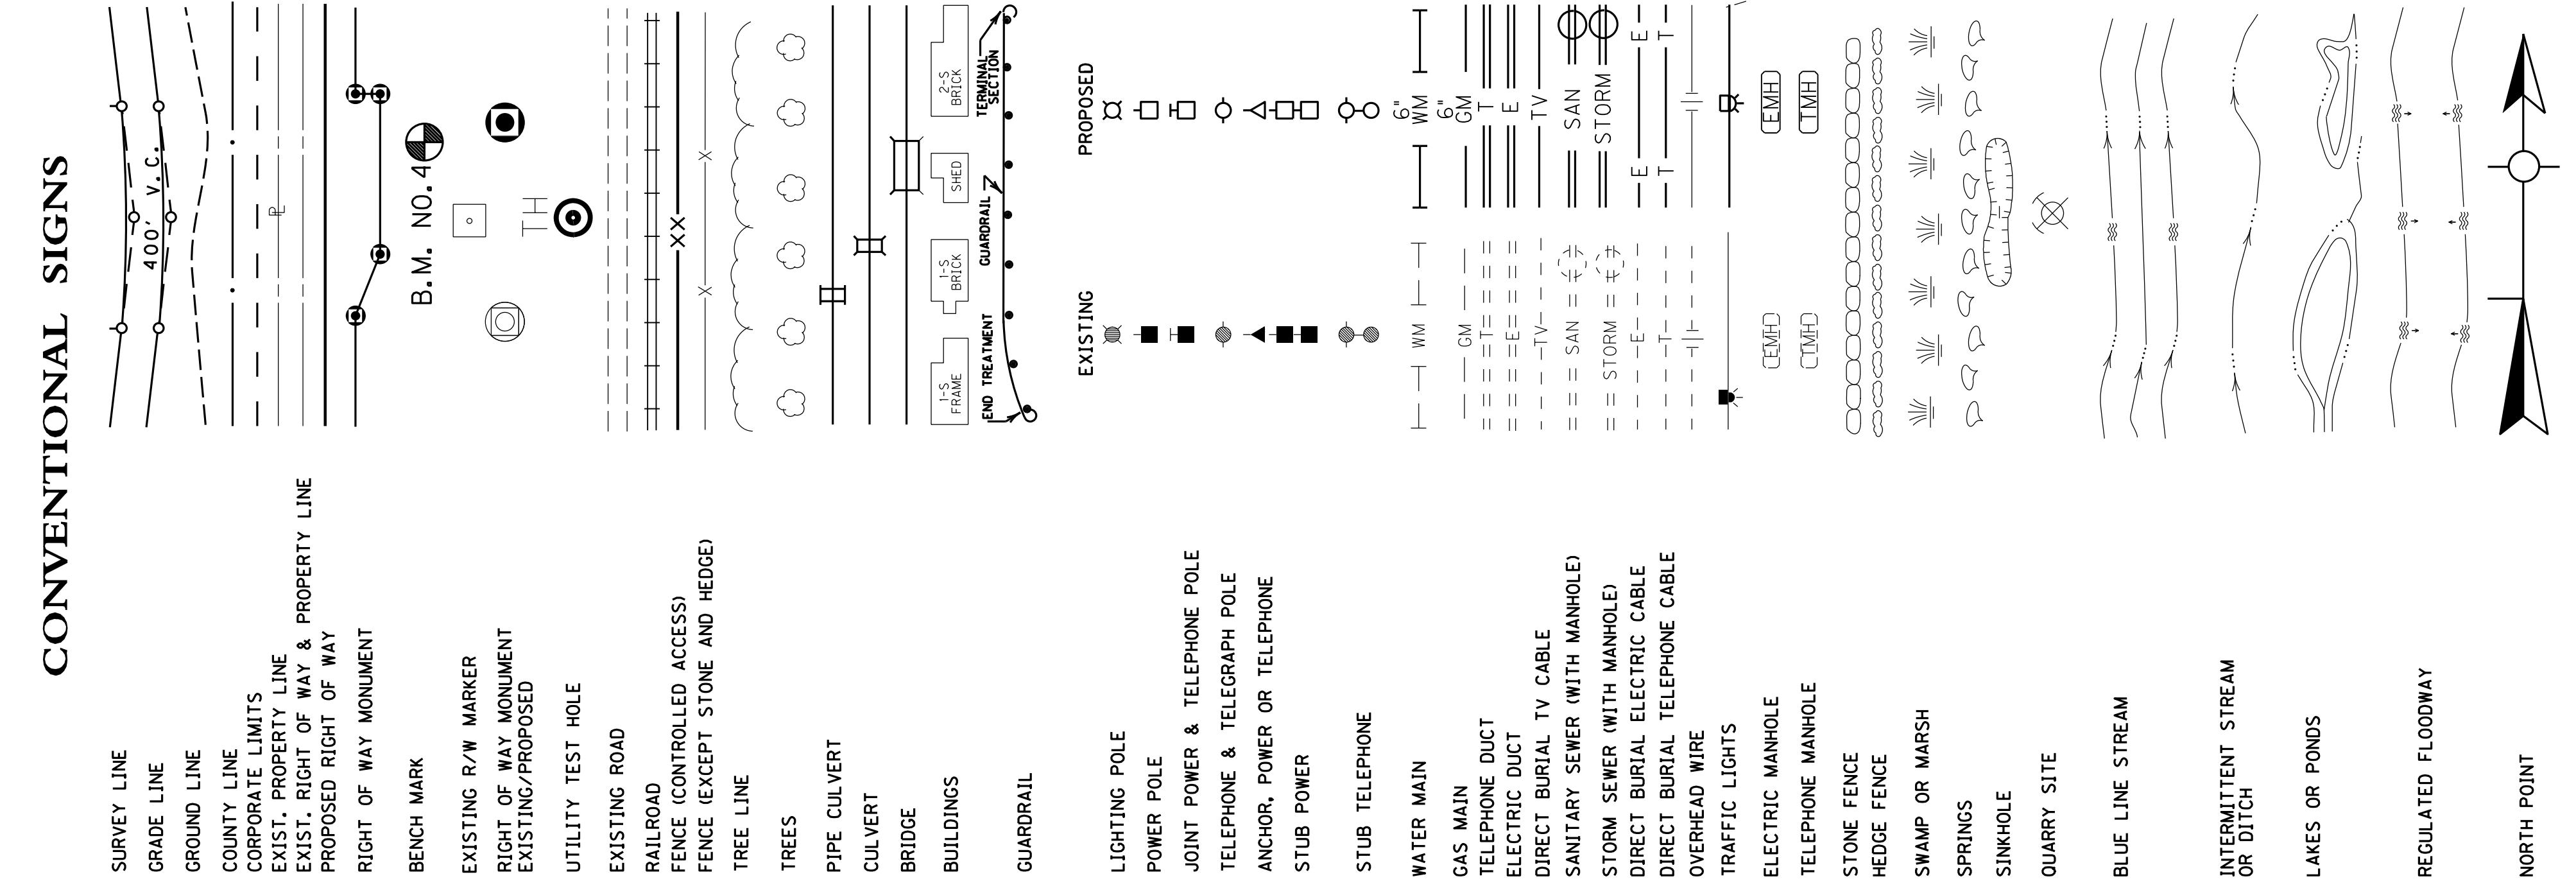 CONVENTIONAL SIGNS
SURVEY LINE
GRADE LINE
400' V.C.
GROUND LINE
COUNTY LINE
CORPORATE LIMITS
EXIST. PROPERTY LINE
PL
EXIST. RIGHT OF WAY & PROPERTY LINE
PROPOSED RIGHT OF WAY
RIGHT OF WAY MONUMENT
BENCH MARK
B.M. NO.4
EXISTING R/W MARKER
RIGHT OF WAY MONUMENT
EXISTING/PROPOSED
UTILITY TEST HOLE
TH
EXISTING ROAD
RAILROAD
FENCE (CONTROLLED ACCESS)
XX
FENCE (EXCEPT STONE AND HEDGE)
X X
TREE LINE
TREES
PIPE CULVERT
CULVERT
BRIDGE
BUILDINGS
1-S
FRAME
1-S
BRICK
SHED
2-S
BRICK
GUARDRAIL
END TREATMENT
GUARDRAIL
TERMINAL
SECTION
EXISTING
PROPOSED
LIGHTING POLE
POWER POLE
JOINT POWER & TELEPHONE POLE
TELEPHONE & TELEGRAPH POLE
ANCHOR, POWER OR TELEPHONE
STUB POWER
STUB TELEPHONE
WATER MAIN
WM
6"
WM
GAS MAIN
GM
6"
GM
TELEPHONE DUCT
T T
ELECTRIC DUCT
E E
DIRECT BURIAL TV CABLE
TV TV
SANITARY SEWER (WITH MANHOLE)
SAN SAN
STORM SEWER (WITH MANHOLE)
STORM STORM
DIRECT BURIAL ELECTRIC CABLE
E E E
DIRECT BURIAL TELEPHONE CABLE
T T T
OVERHEAD WIRE
TRAFFIC LIGHTS
ELECTRIC MANHOLE
EMH EMH
TELEPHONE MANHOLE
TMH TMH
STONE FENCE
HEDGE FENCE
SWAMP OR MARSH
SPRINGS
SINKHOLE
QUARRY SITE
BLUE LINE STREAM
INTERMITTENT STREAM
OR DITCH
LAKES OR PONDS
REGULATED FLOODWAY
NORTH POINT